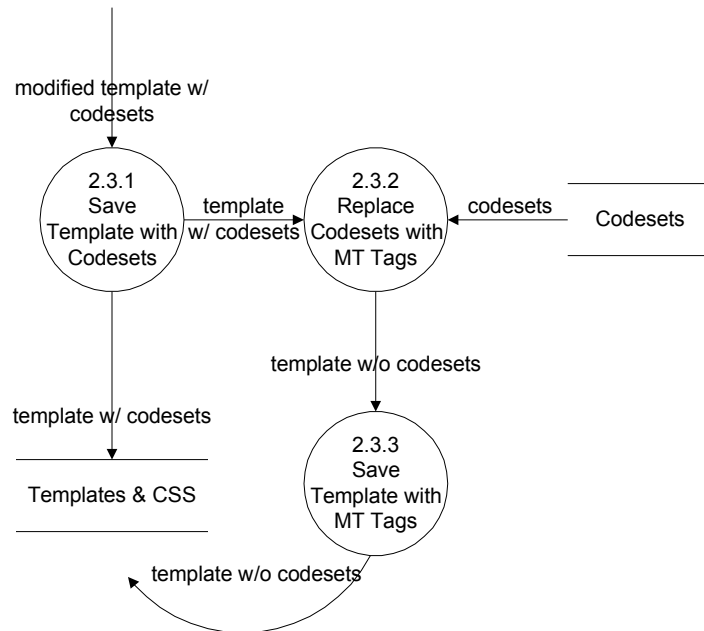 modified template w/
codesets
2.3.1
Save
Template with
Codesets
template
w/ codesets
2.3.2
Replace
Codesets with
MT Tags
codesets
Codesets
template w/o codesets
template w/ codesets
2.3.3
Save
Template with
MT Tags
Templates & CSS
template w/o codesets